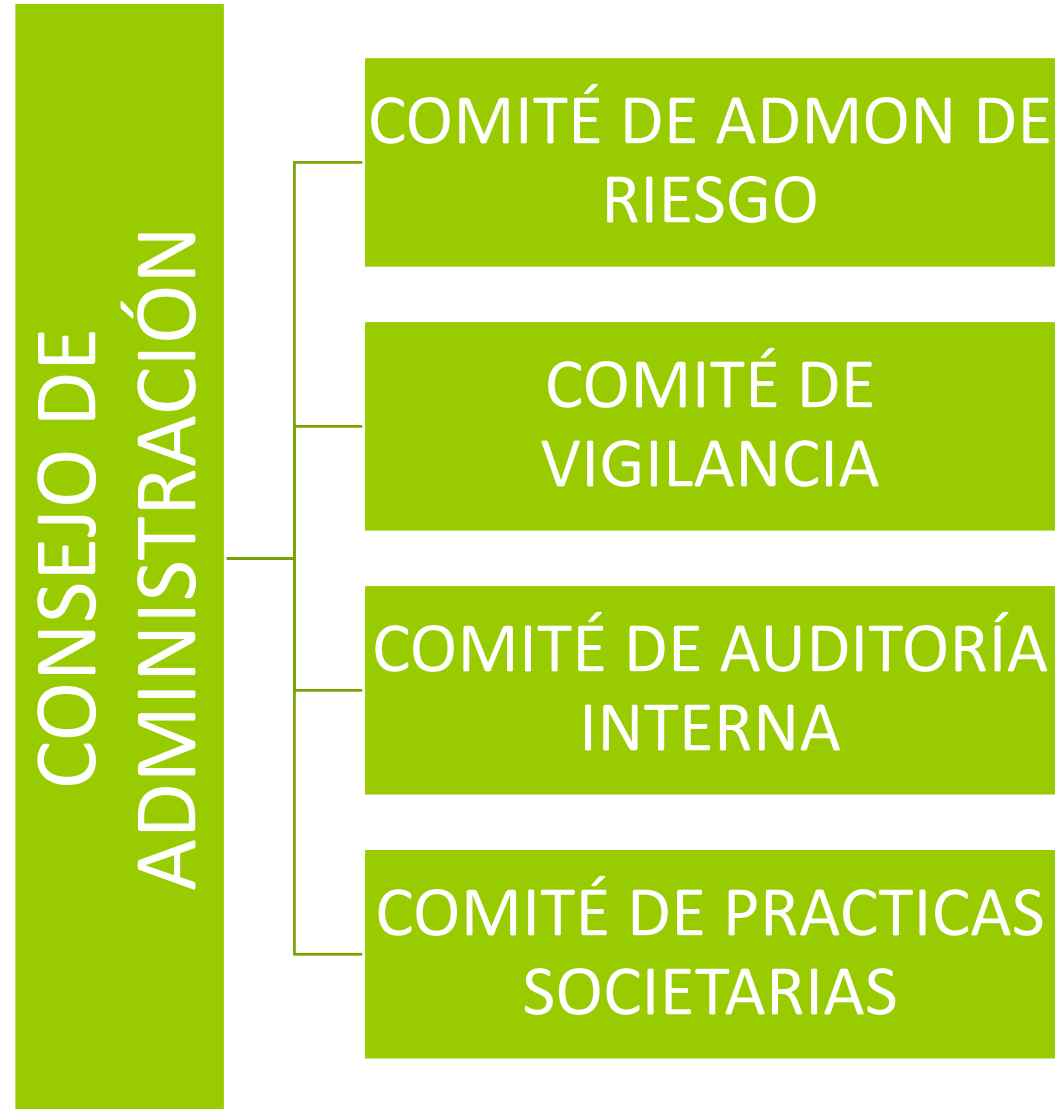 CONSEJO DE
ADMINISTRACIÓN
COMITÉ DE ADMON DE
RIESGO
COMITÉ DE
VIGILANCIA
COMITÉ DE AUDITORÍA
INTERNA
COMITÉ DE PRACTICAS
SOCIETARIAS